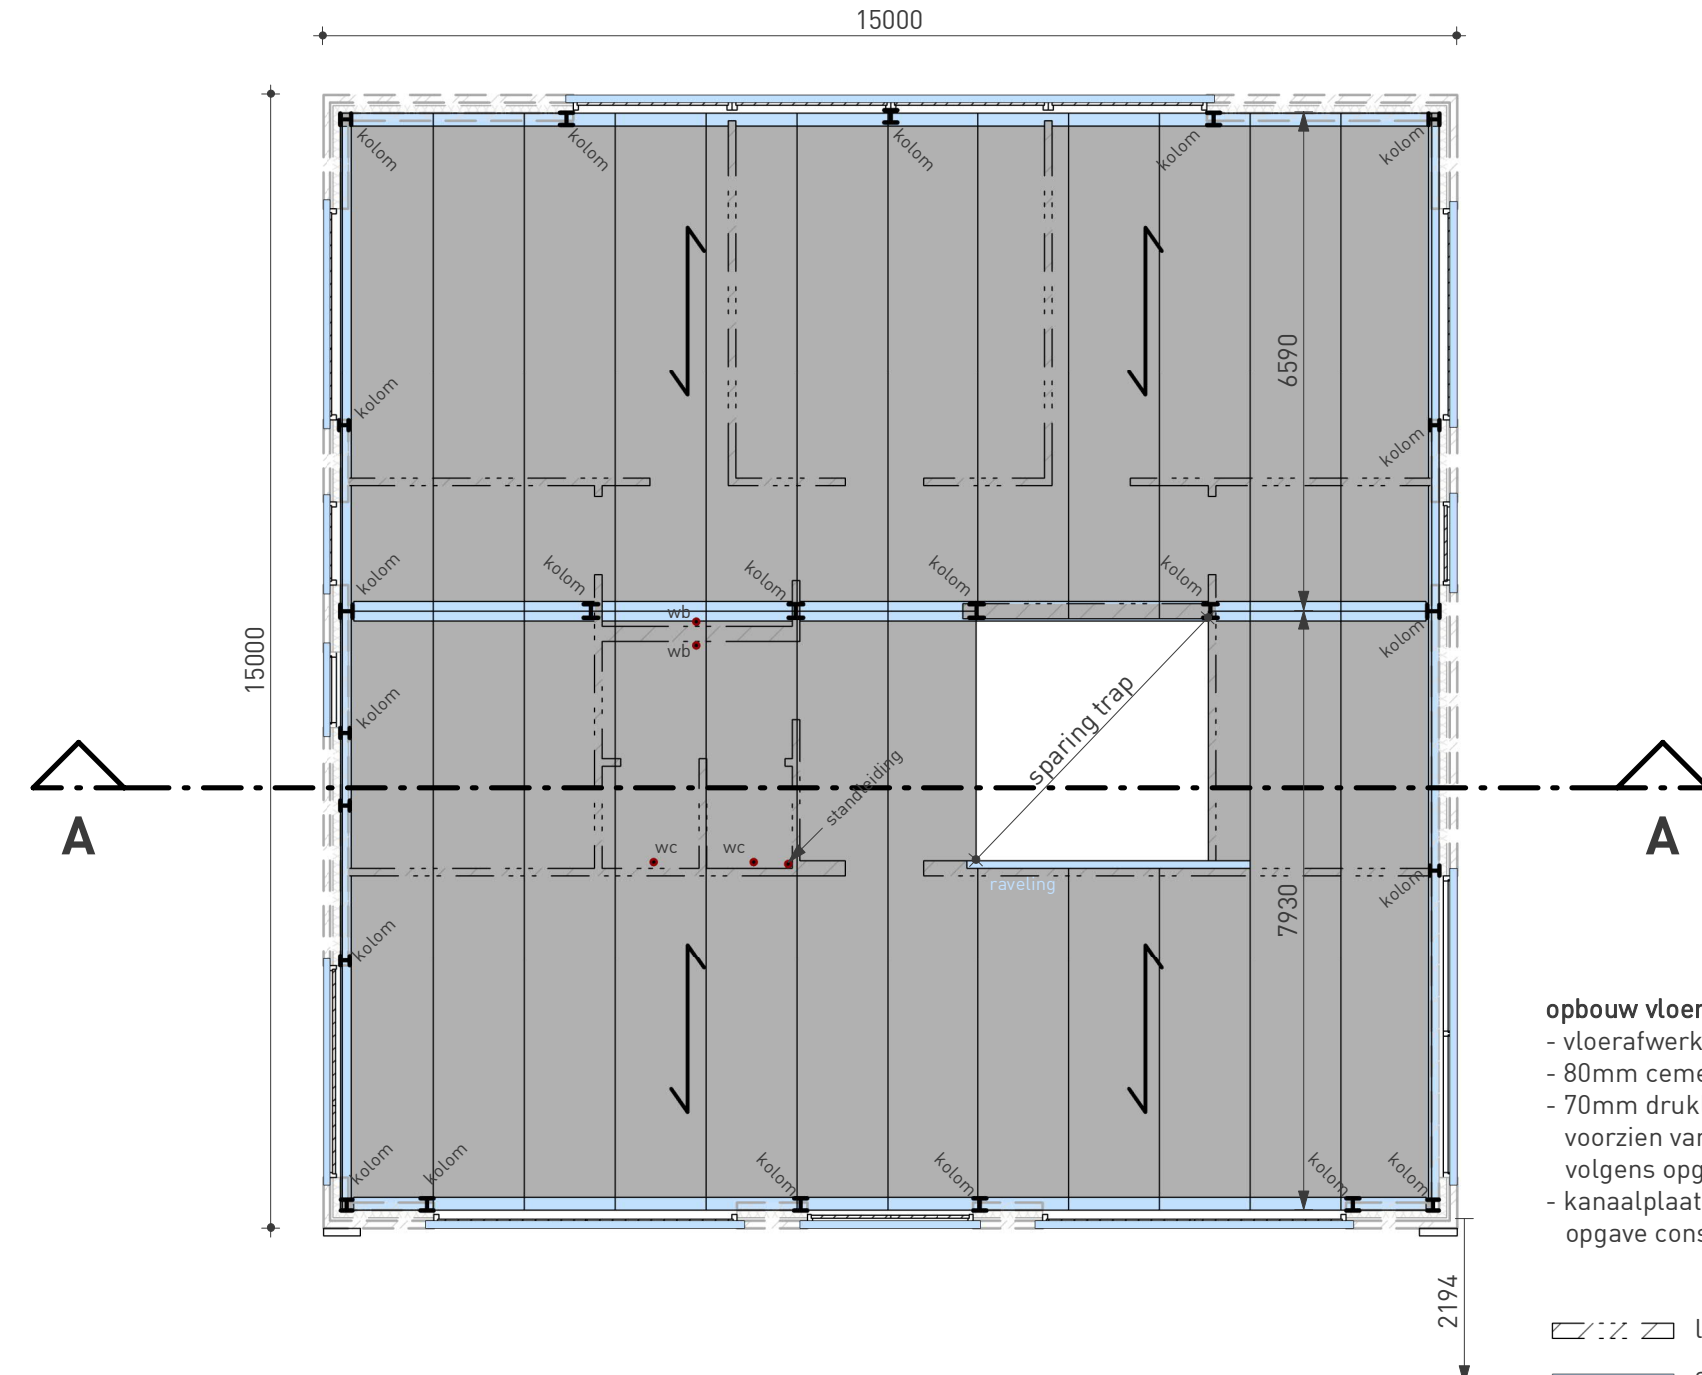 15000
kolom
kolom
kolom
kolom
kolom
6590
15000
kolom
kolom
kolom
kolom
kolom
kolom
kolom
wb
wb
kolom
kolom
sparing trap
standleiding
A
A
wc
wc
raveling
kolom
7930
kolom
kolom
kolom
kolom
kolom
kolom
kolom
opbouw vloer
- vloerafwerk
- 80mm ceme
- 70mm druk
voorzien van
volgens opg
- kanaalplaat
opgave cons
2194